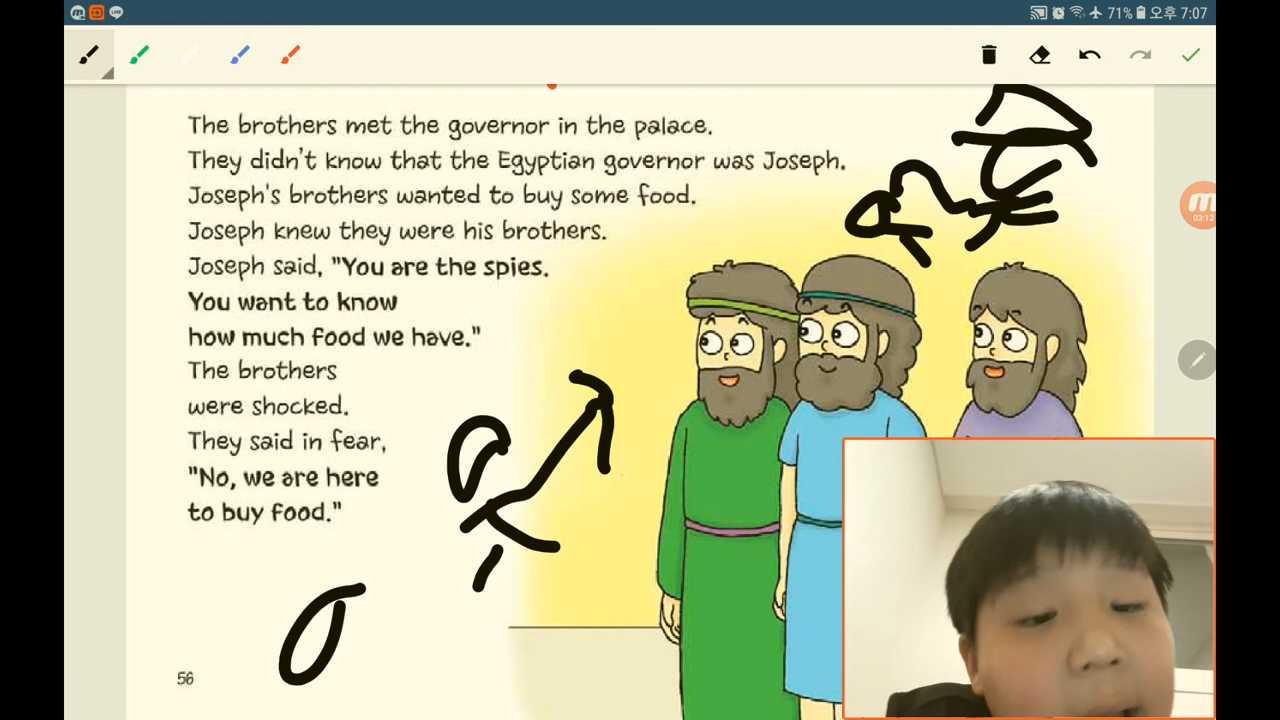 71% 오후 7:07
The brothers met the governor in the palace.
They didn't know that the Egyptian governor was Joseph.
Joseph's brothers wanted to buy some food.
Joseph knew they were his brothers.
Joseph said, "You are the spies.
You want to know
how much food we have."
The brothers
were shocked.
They said in fear,
"No, we are here
to buy food."
56
03:12